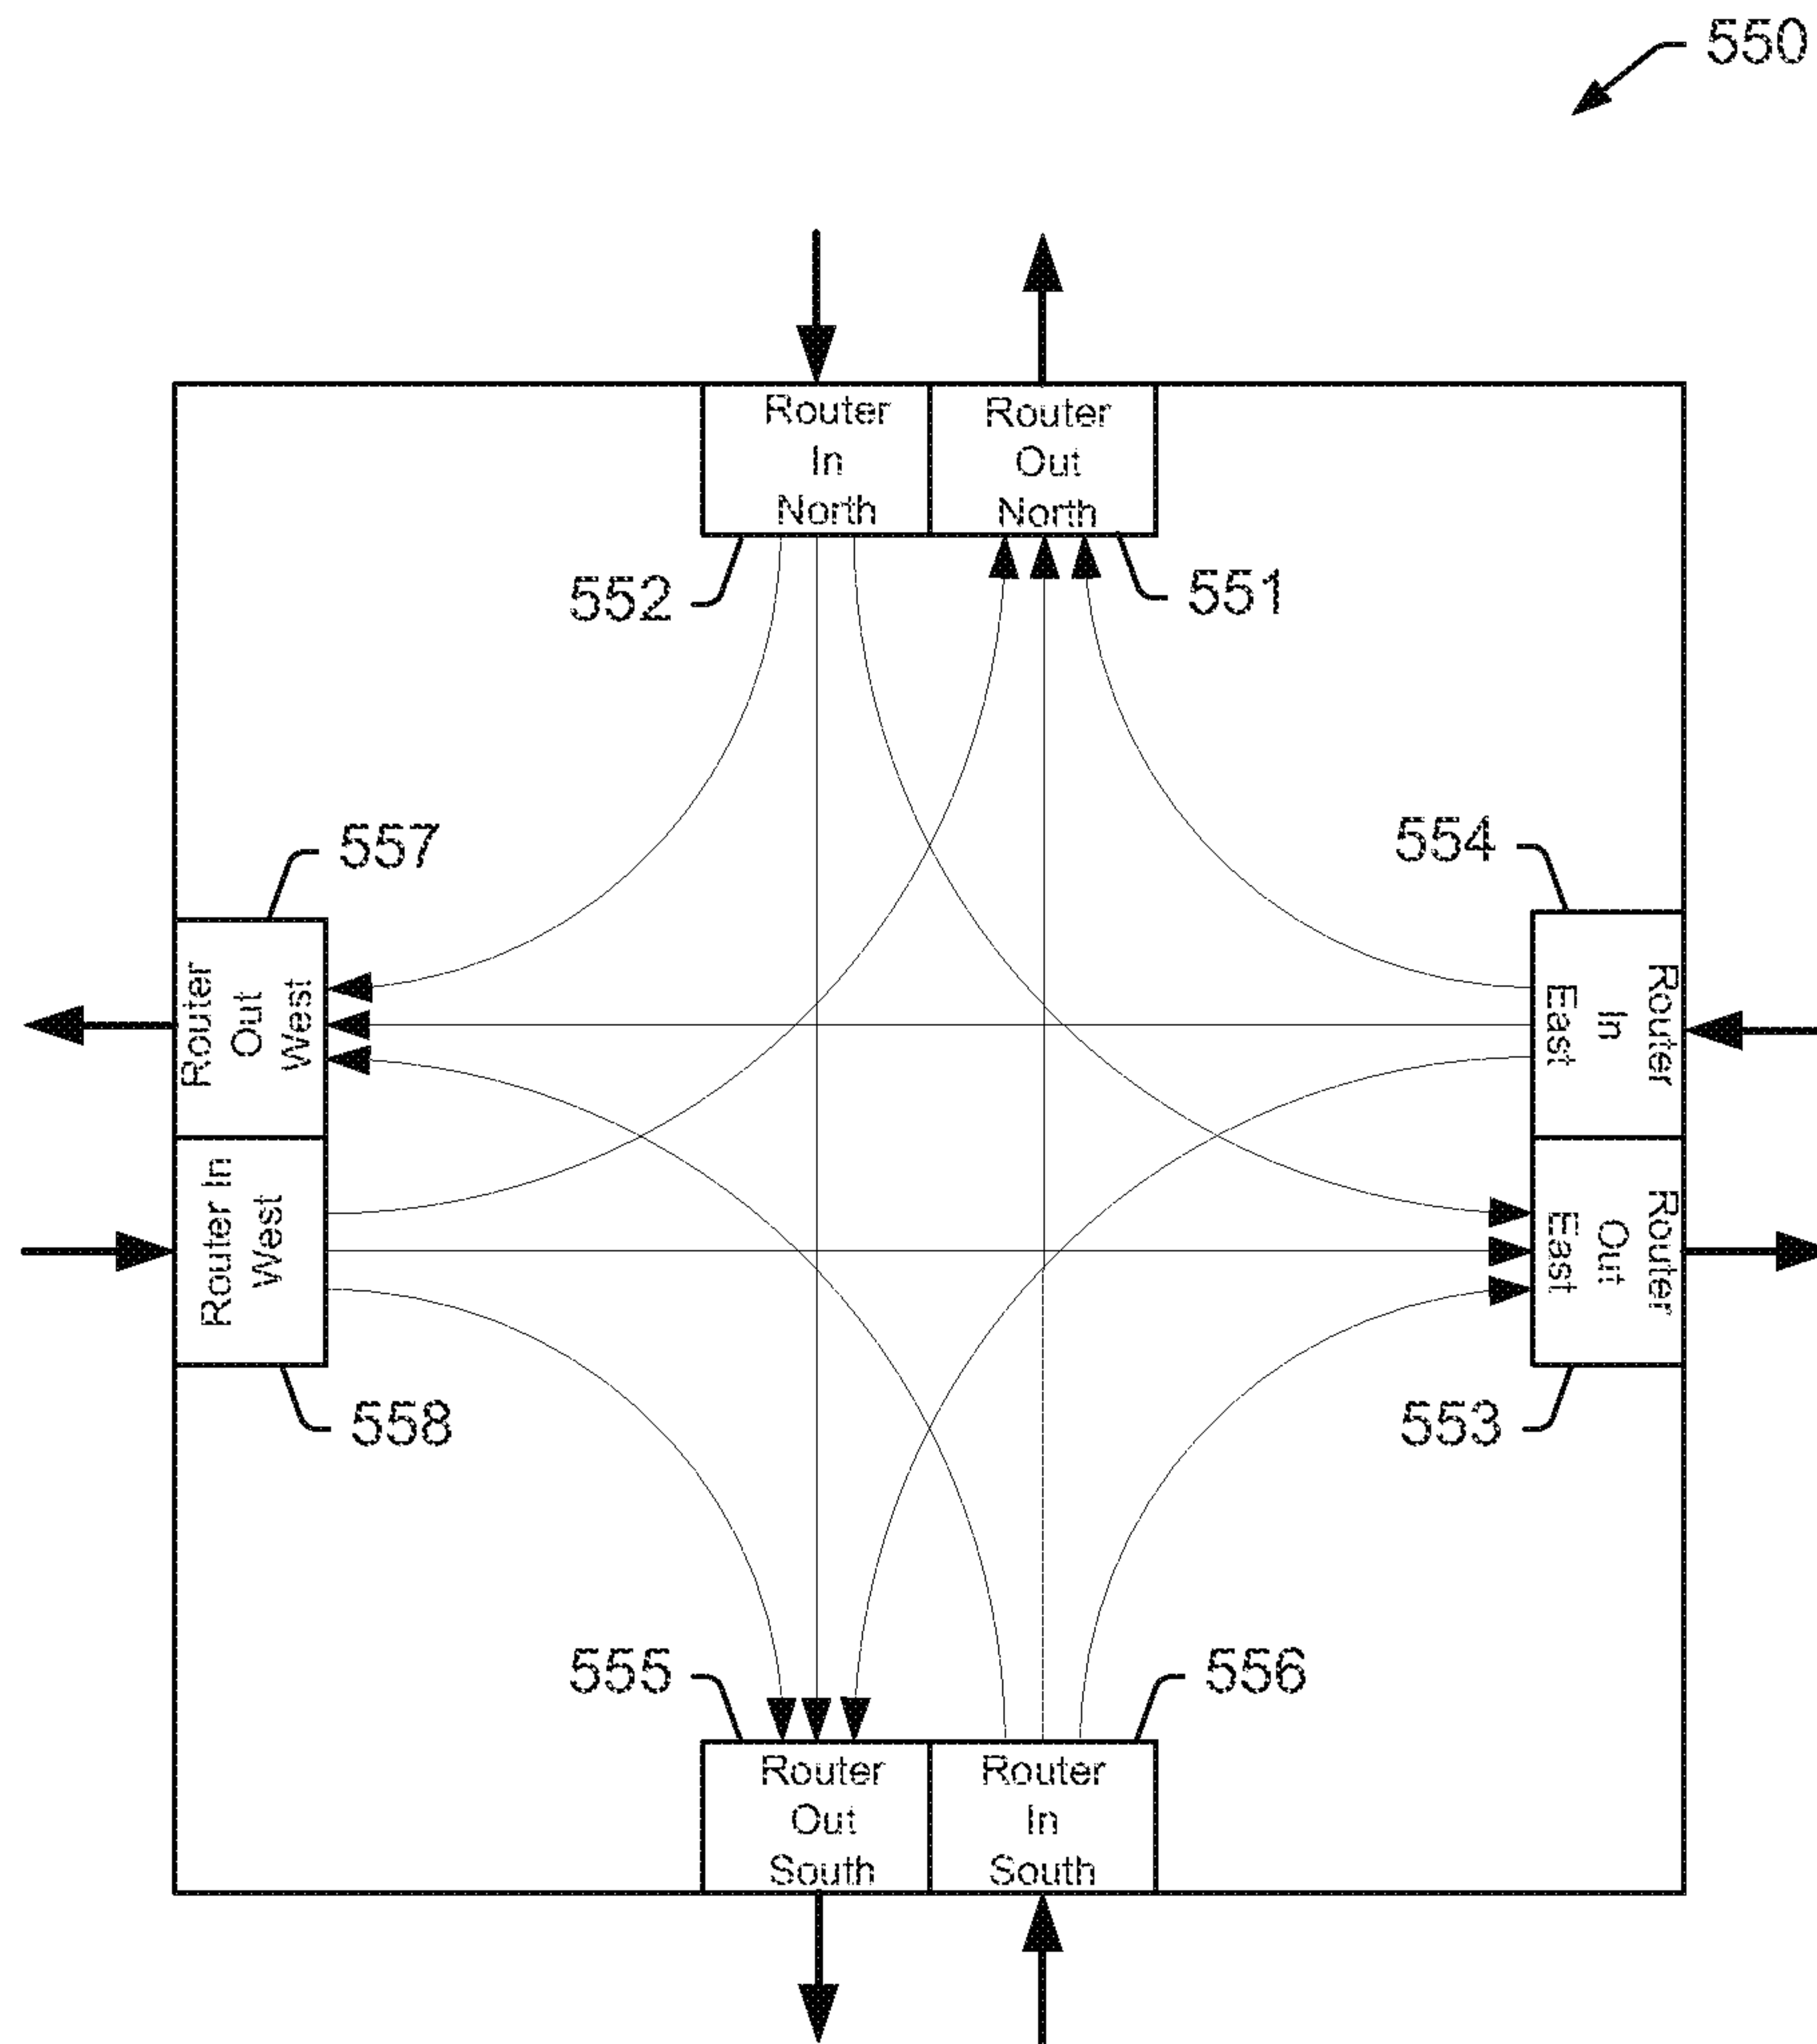 550
Router
In
North
Router
Out
North
552
551
557
554
Router
Out
West
Router
In
East
Router In
West
Router
Out
East
558
553
555
556
Router
Out
South
Router
In
South